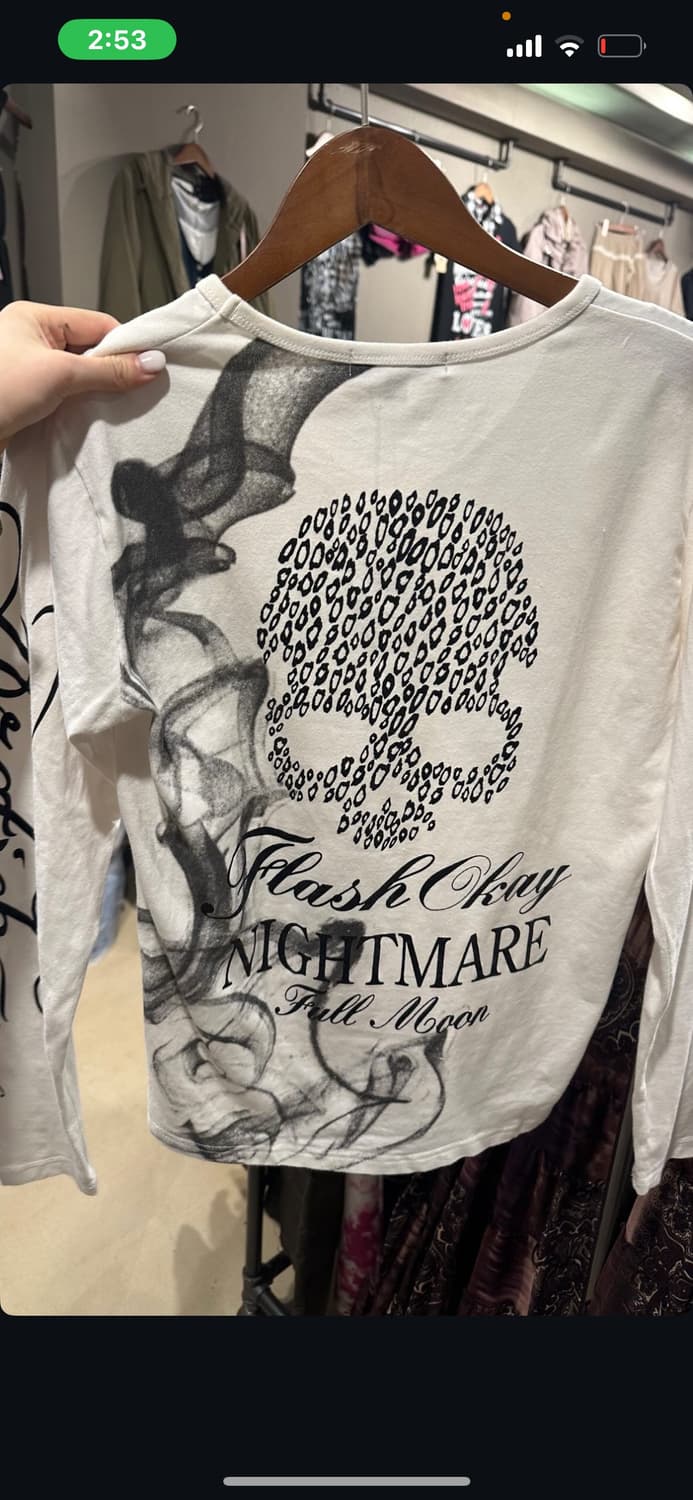 2:53
Flash Okay
NIGHTMARE
Full Moon